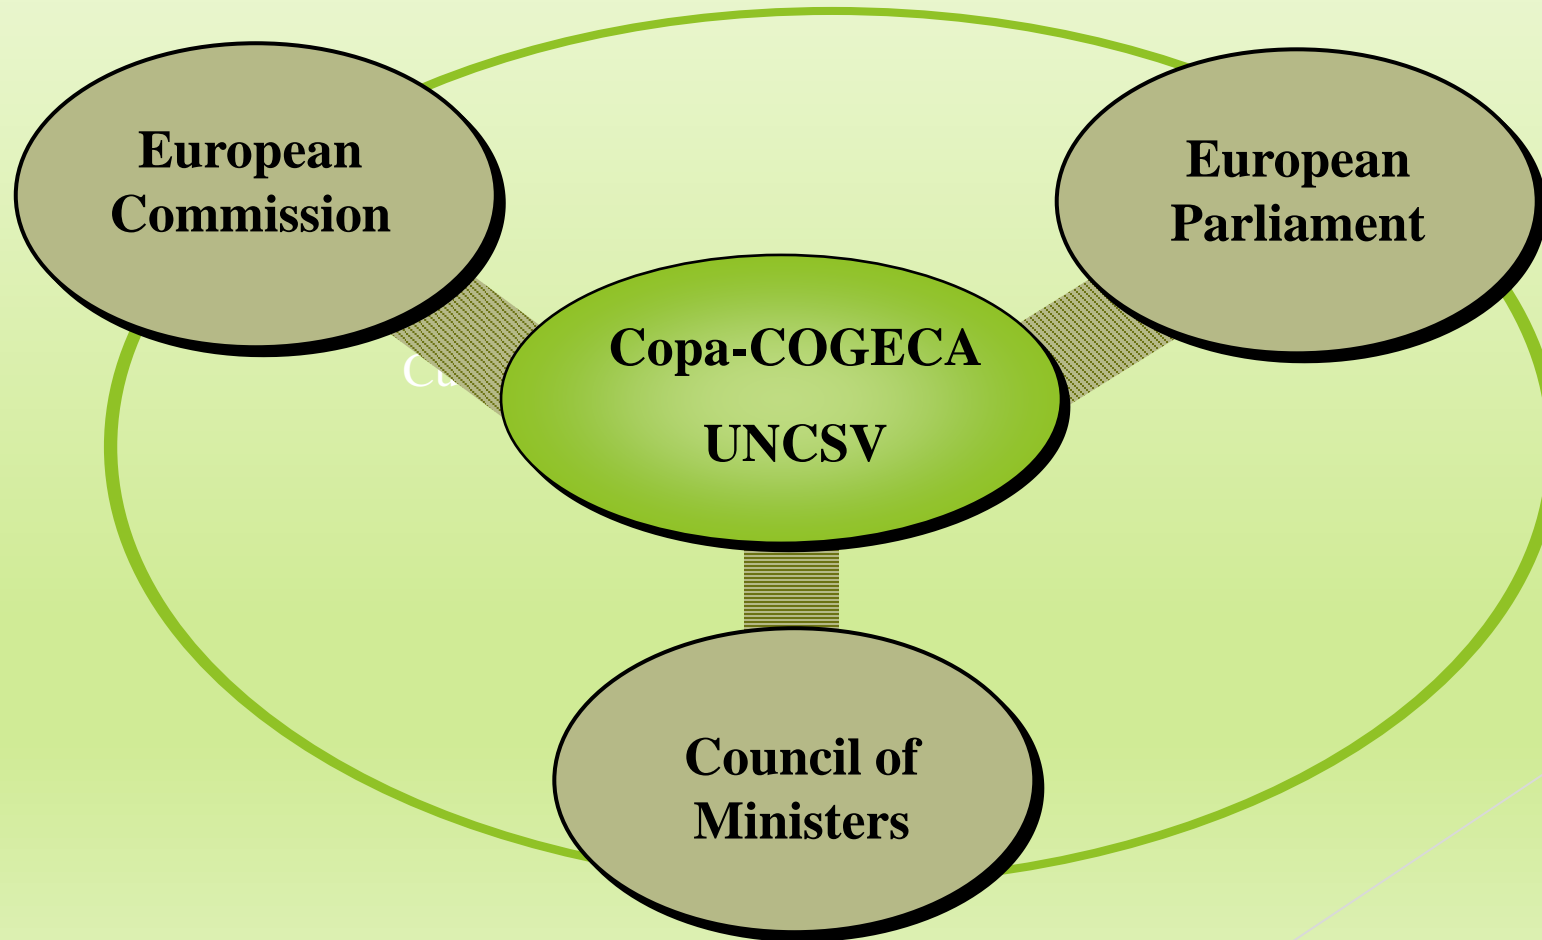 European
Commission
European
Parliament
Copa-COGECA
UNCSV
Council of
Ministers